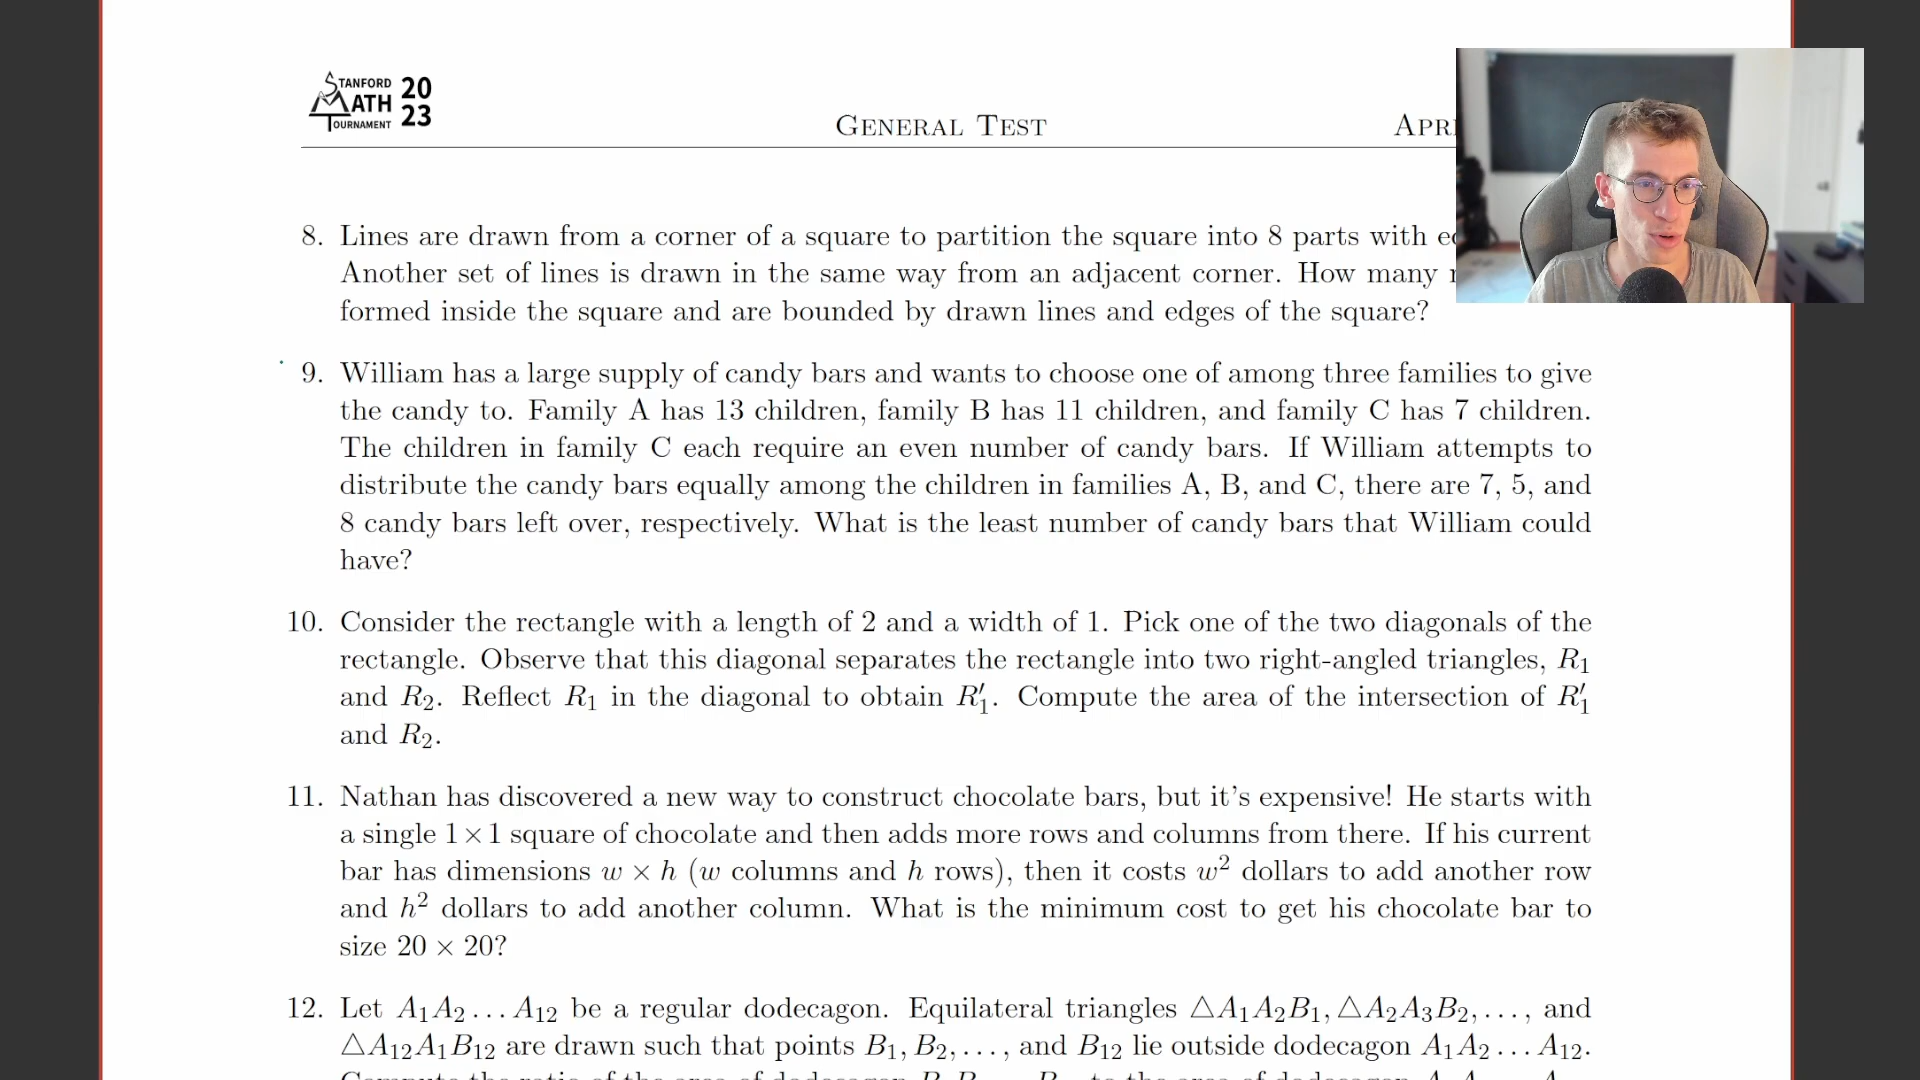 STANFORD MATH TOURNAMENT 2023
GENERAL TEST
APRI
8. Lines are drawn from a corner of a square to partition the square into 8 parts with
Another set of lines is drawn in the same way from an adjacent corner. How many
formed inside the square and are bounded by drawn lines and edges of the square?
9. William has a large supply of candy bars and wants to choose one of among three families to give
the candy to. Family A has 13 children, family B has 11 children, and family C has 7 children.
The children in family C each require an even number of candy bars. If William attempts to
distribute the candy bars equally among the children in families A, B, and C, there are 7, 5, and
8 candy bars left over, respectively. What is the least number of candy bars that William could
have?
10. Consider the rectangle with a length of 2 and a width of 1. Pick one of the two diagonals of the
rectangle. Observe that this diagonal separates the rectangle into two right-angled triangles, R₁
and R₂. Reflect R₁ in the diagonal to obtain R′₁. Compute the area of the intersection of R′₁
and R₂.
11. Nathan has discovered a new way to construct chocolate bars, but it's expensive! He starts with
a single 1 × 1 square of chocolate and then adds more rows and columns from there. If his current
bar has dimensions w × h (w columns and h rows), then it costs w² dollars to add another row
and h² dollars to add another column. What is the minimum cost to get his chocolate bar to
size 20 × 20?
12. Let A₁A₂...A₁₂ be a regular dodecagon. Equilateral triangles △A₁A₂B₁, △A₂A₃B₂, ..., and
△A₁₂A₁B₁₂ are drawn such that points B₁, B₂, ..., and B₁₂ lie outside dodecagon A₁A₂...A₁₂.